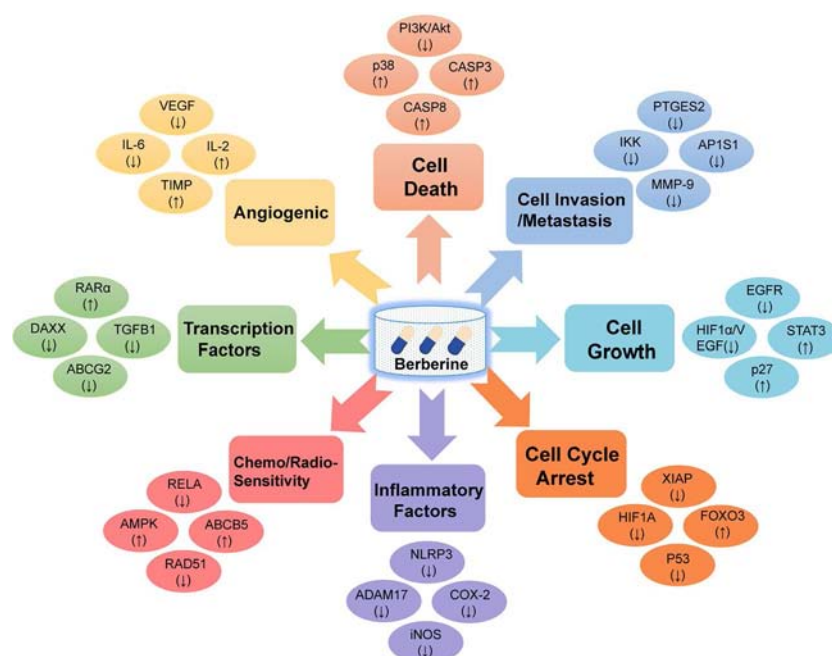 PI3K/Akt
(↓)
p38
(↑)
CASP3
(↑)
CASP8
(↑)
Cell
Death
VEGF
(↓)
IL-6
(↓)
IL-2
(↑)
TIMP
(↑)
Angiogenic
PTGES2
(↓)
IKK
(↓)
AP1S1
(↓)
MMP-9
(↓)
Cell Invasion
/Metastasis
RARα
(↑)
DAXX
(↓)
TGFB1
(↓)
ABCG2
(↓)
Transcription
Factors
Berberine
Cell
Growth
EGFR
(↓)
HIF1α/V
EGF(↓)
STAT3
(↑)
p27
(↑)
Chemo/Radio-
Sensitivity
RELA
(↓)
AMPK
(↑)
ABCB5
(↑)
RAD51
(↓)
Inflammatory
Factors
NLRP3
(↓)
ADAM17
(↓)
COX-2
(↓)
iNOS
(↓)
Cell Cycle
Arrest
XIAP
(↓)
HIF1A
(↓)
FOXO3
(↑)
P53
(↓)